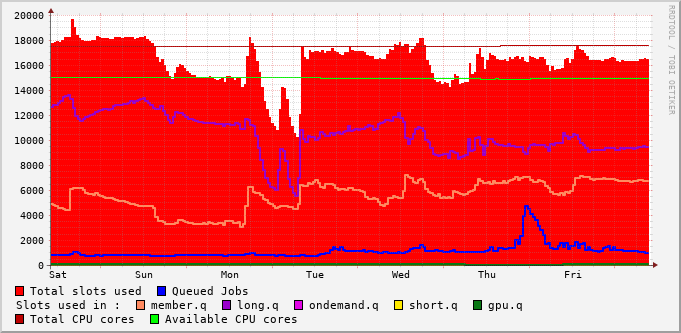 20000
18000
16000
14000
12000
10000
8000
6000
4000
2000
0
Sat Sun Mon Tue Wed Thu Fri
RRDTOOL / TOBI OETIKER
Total slots used Queued Jobs
Slots used in : member.q long.q ondemand.q short.q gpu.q
Total CPU cores Available CPU cores